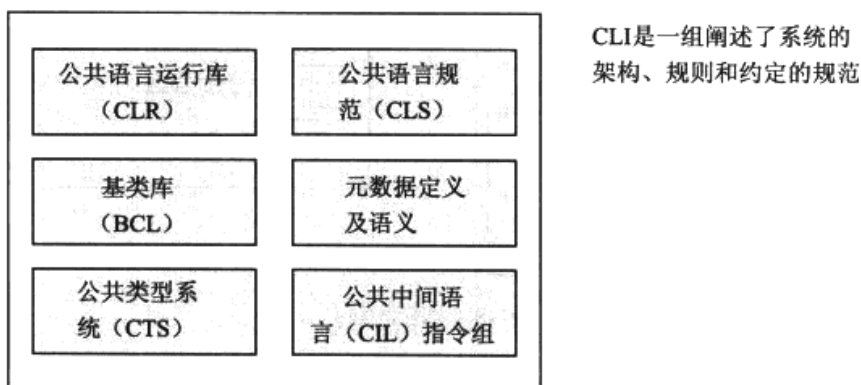 公共语言运行库
（CLR）
公共语言规
范（CLS）
CLI是一组阐述了系统的
架构、规则和约定的规范
基类库
（BCL）
元数据定义
及语义
公共类型系
统（CTS）
公共中间语
言（CIL）指令组